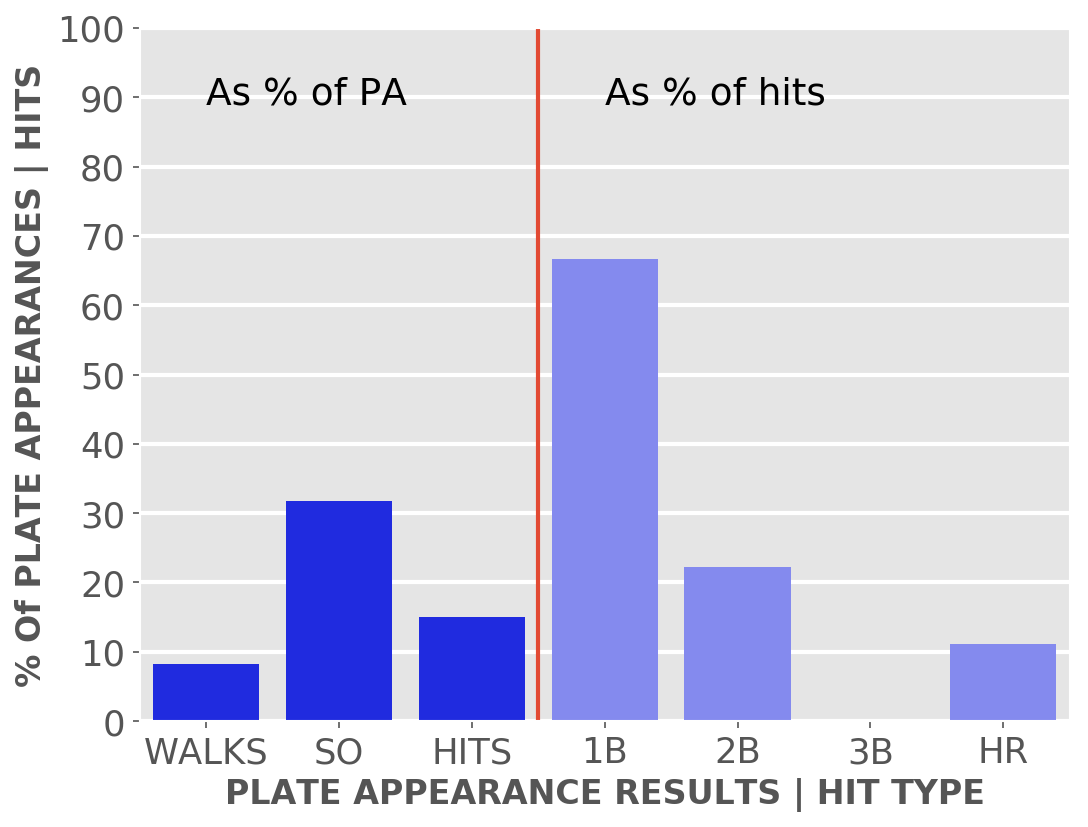 % Of PLATE APPEARANCES | HITS
100
90
80
70
60
50
40
30
20
10
0
As % of PA
As % of hits
WALKS SO HITS 1B 2B 3B HR
PLATE APPEARANCE RESULTS | HIT TYPE